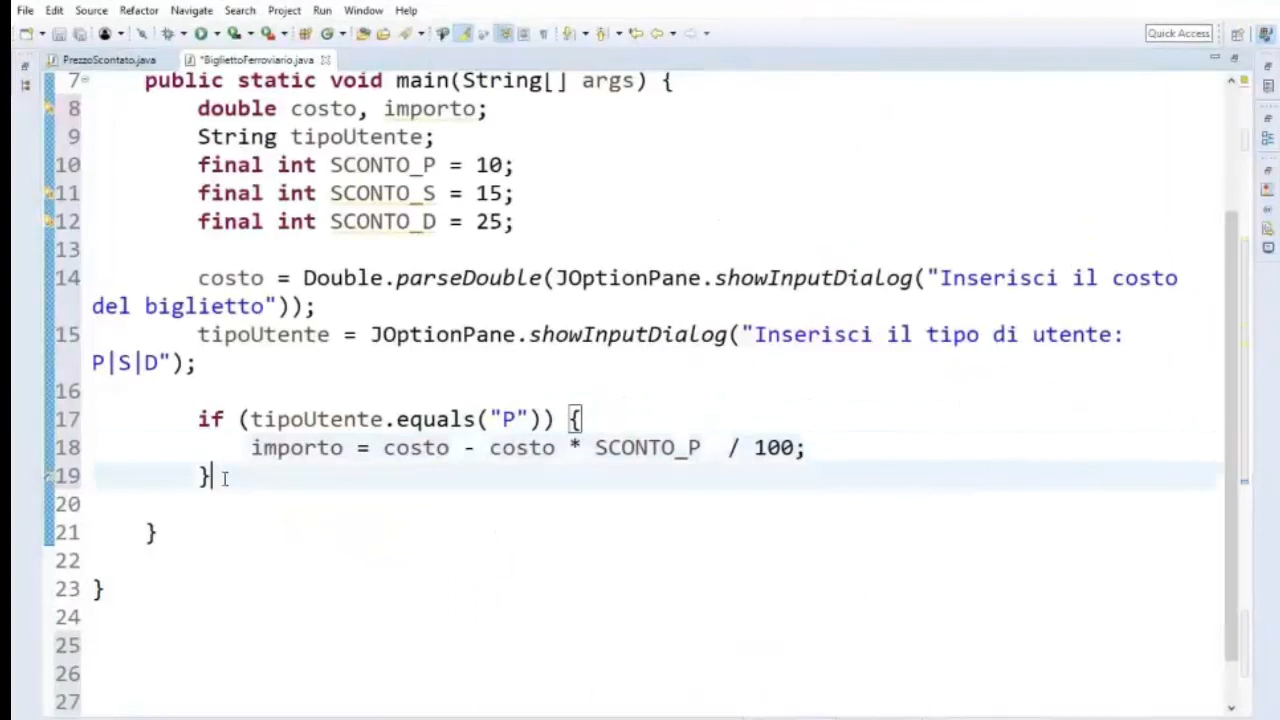 File Edit Source Refactor Navigate Search Project Run Window Help
Quick Access
PrezzoScontato.java *BigliettoFerroviario.java
7 public static void main(String[] args) {
8 double costo, importo;
9 String tipoUtente;
10 final int SCONTO_P = 10;
11 final int SCONTO_S = 15;
12 final int SCONTO_D = 25;
13
14 costo = Double.parseDouble(JOptionPane.showInputDialog("Inserisci il costo
del biglietto"));
15 tipoUtente = JOptionPane.showInputDialog("Inserisci il tipo di utente:
P|S|D");
16
17 if (tipoUtente.equals("P")) {
18 importo = costo - costo * SCONTO_P  / 100;
19 }
20
21 }
22
23 }
24
25
26
27